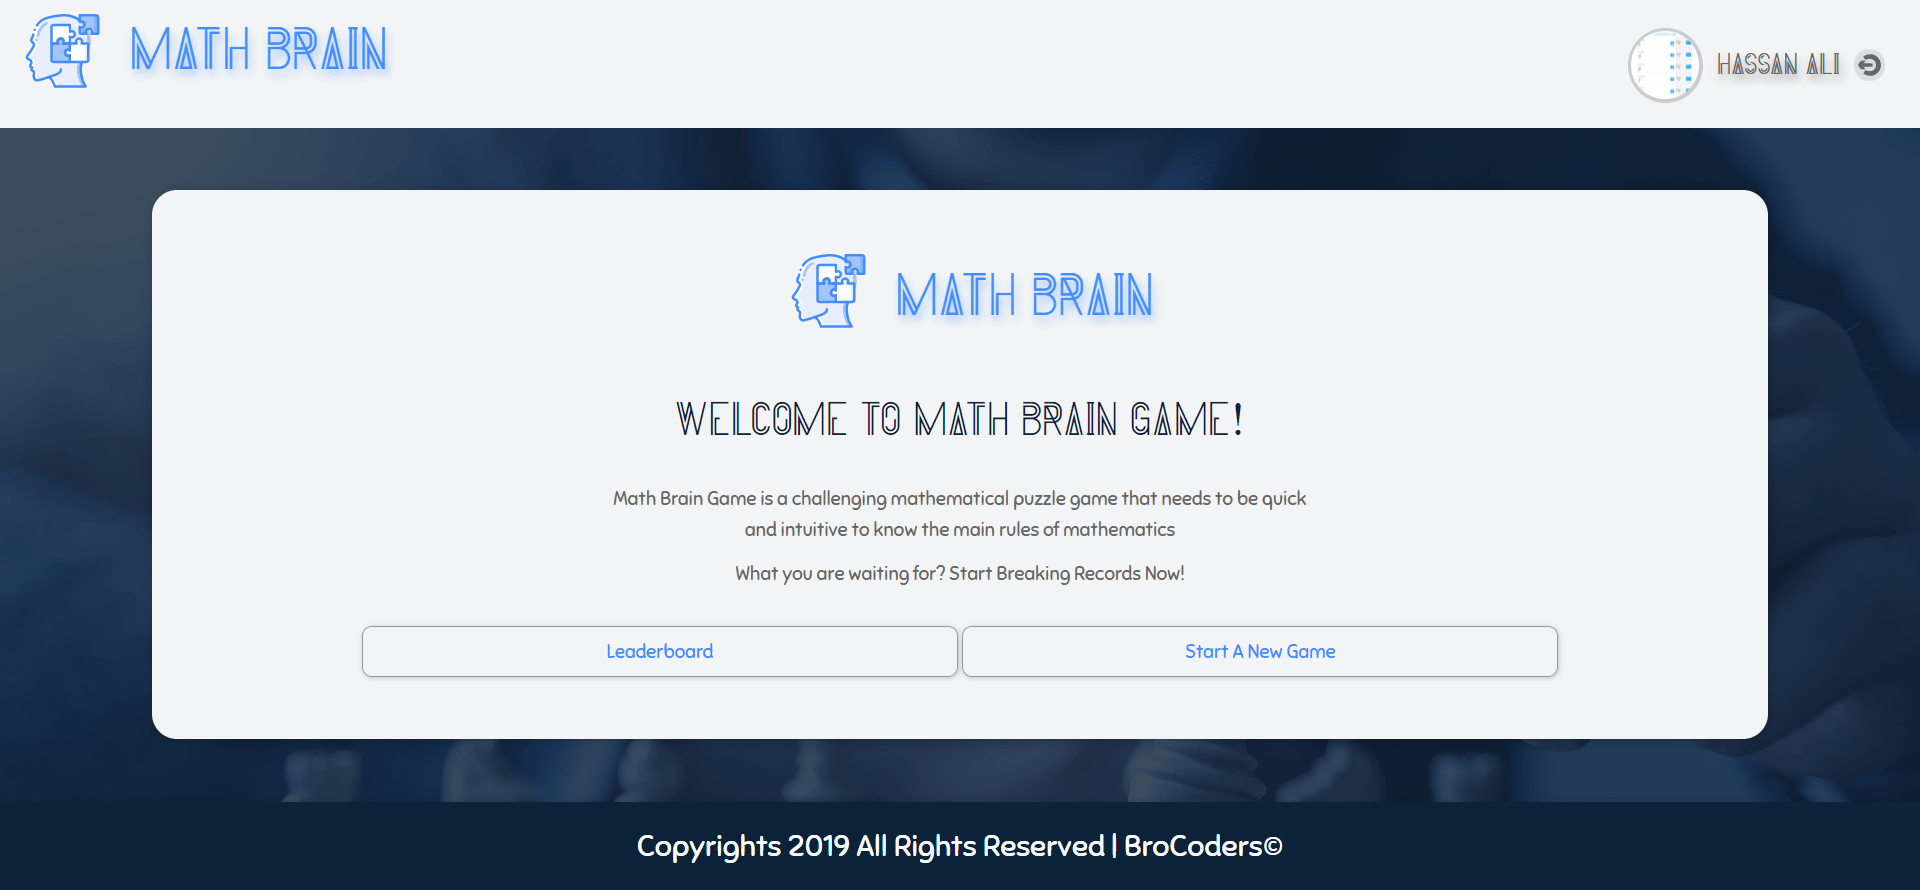 MATH BRAIN
HASSAN ALI
MATH BRAIN
WELCOME TO MATH BRAIN GAME!
Math Brain Game is a challenging mathematical puzzle game that needs to be quick
and intuitive to know the main rules of mathematics
What you are waiting for? Start Breaking Records Now!
Leaderboard
Start A New Game
Copyrights 2019 All Rights Reserved | BroCoders©